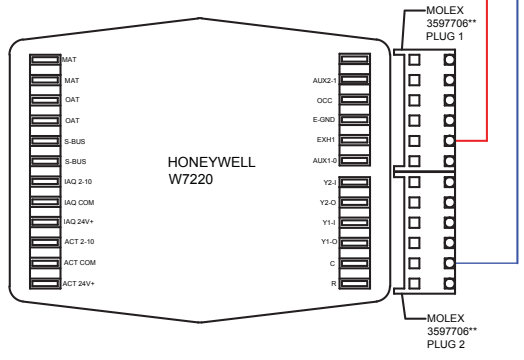 MOLEX
3597706**
PLUG 1
MAT
MAT
OAT
OAT
S-BUS
S-BUS
IAQ 2-10
IAQ COM
IAQ 24V+
ACT 2-10
ACT COM
ACT 24V+
HONEYWELL
W7220
AUX2-1
OCC
E-GND
EXH1
AUX1-0
Y2-I
Y2-O
Y1-I
Y1-O
C
R
MOLEX
3597706**
PLUG 2